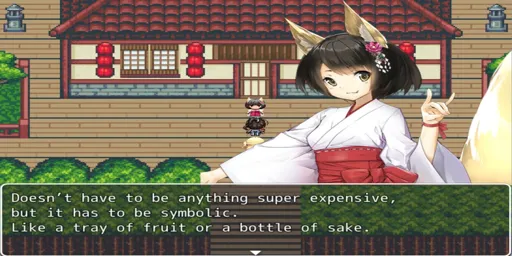 Doesn't have to be anything super expensive,
but it has to be symbolic.
Like a tray of fruit or a bottle of sake.